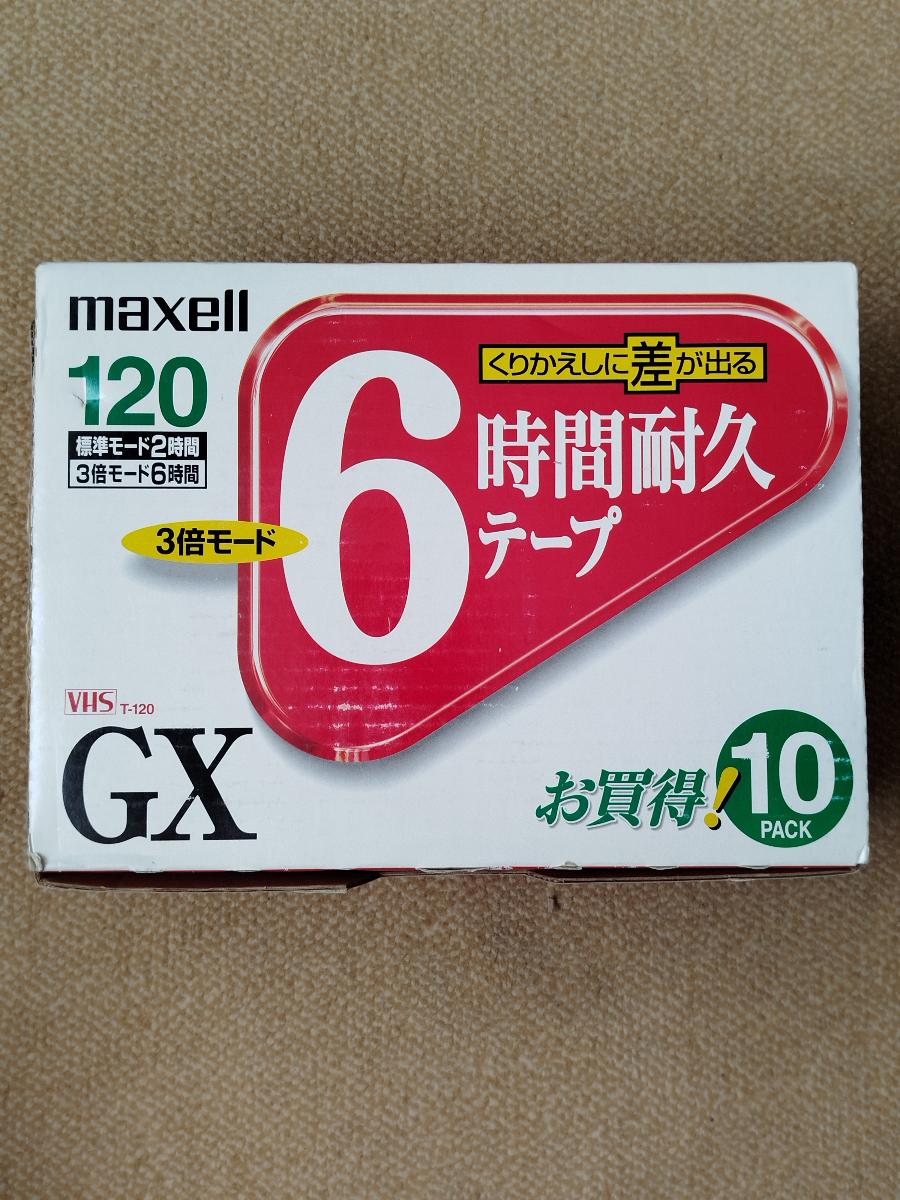 maxell
120
標準モード2時間
3倍モード6時間
くりかえしに差が出る
3倍モード
6時間耐久
テープ
VHS T-120
GX
お買得!
10
PACK